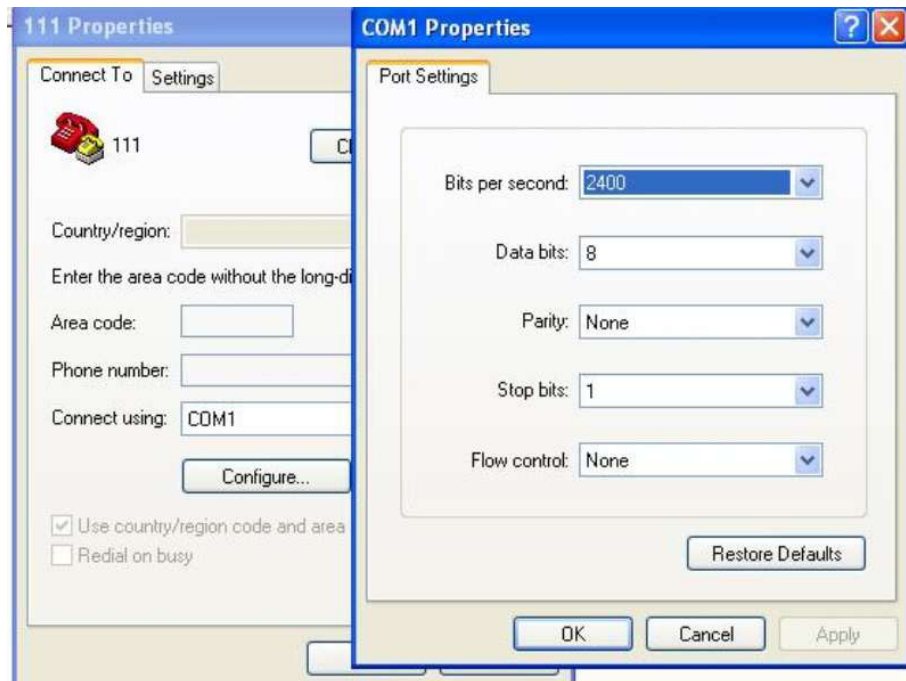 111 Properties
Connect To
Settings
111
Country/region:
Enter the area code without the long-di
Area code:
Phone number:
Connect using:
COM1
Configure...
Use country/region code and area
Redial on busy
COM1 Properties
Port Settings
Bits per second:
2400
Data bits:
8
Parity:
None
Stop bits:
1
Flow control:
None
Restore Defaults
OK
Cancel
Apply